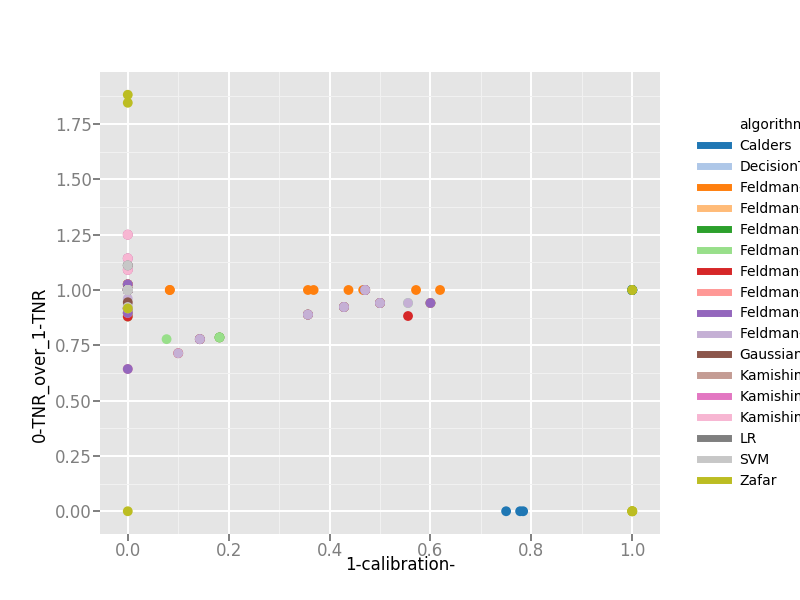 1.75
1.50
1.25
1.00
0.75
0.50
0.25
0.00
0-TNR_over_1-TNR
0.0 0.2 0.4 0.6 0.8 1.0
1-calibration-
algorithm
Calders
Decision
Feldman
Feldman
Feldman
Feldman
Feldman
Feldman
Feldman
Feldman
Gaussian
Kamishin
Kamishin
Kamishin
LR
SVM
Zafar